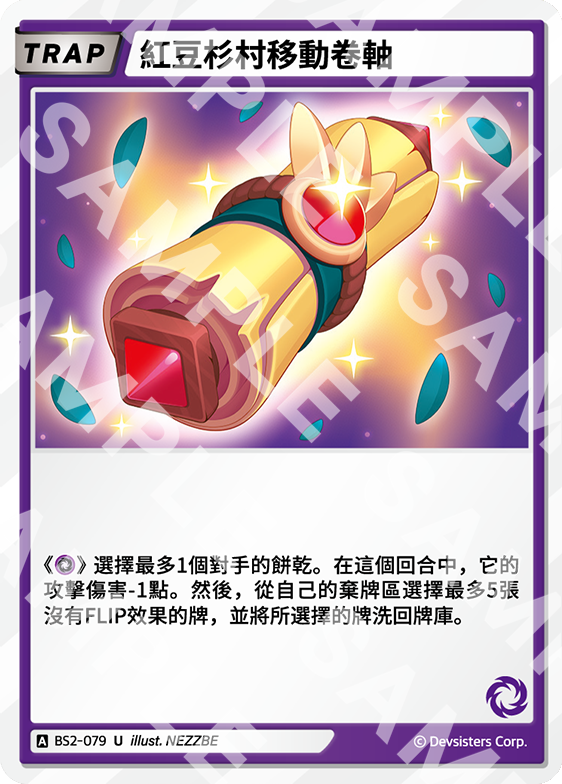 TRAP
紅豆杉村移動卷軸
《》選擇最多1個對手的餅乾。在這個回合中，它的
攻擊傷害-1點。然後，從自己的棄牌區選擇最多5張
沒有FLIP效果的牌，並將所選擇的牌洗回牌庫。
A BS2-079 U illust. NEZZBE
© Devsisters Corp.
SAMPLE